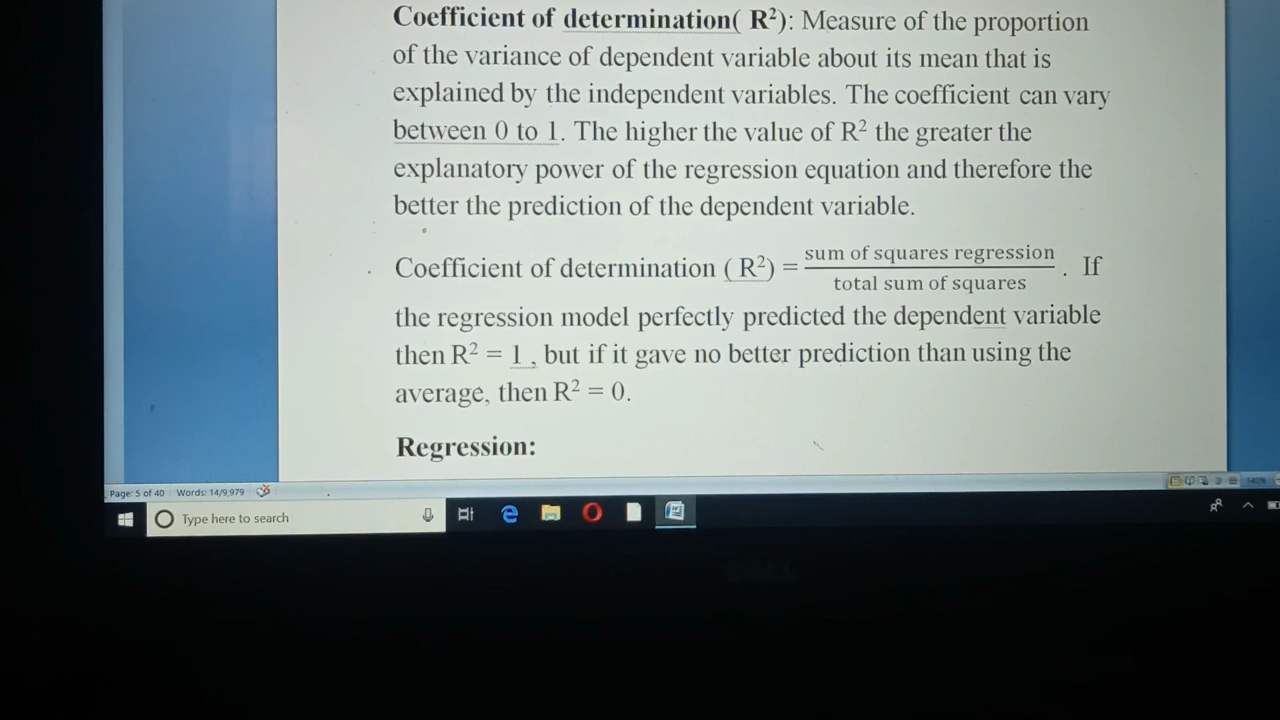 Coefficient of determination( R²): Measure of the proportion
of the variance of dependent variable about its mean that is
explained by the independent variables. The coefficient can vary
between 0 to 1. The higher the value of R² the greater the
explanatory power of the regression equation and therefore the
better the prediction of the dependent variable.
Coefficient of determination ( R²) = sum of squares regression / total sum of squares . If
the regression model perfectly predicted the dependent variable
then R² = 1 , but if it gave no better prediction than using the
average, then R² = 0.
Regression:
Page: 5 of 40 Words: 14/9,979
140%
Type here to search